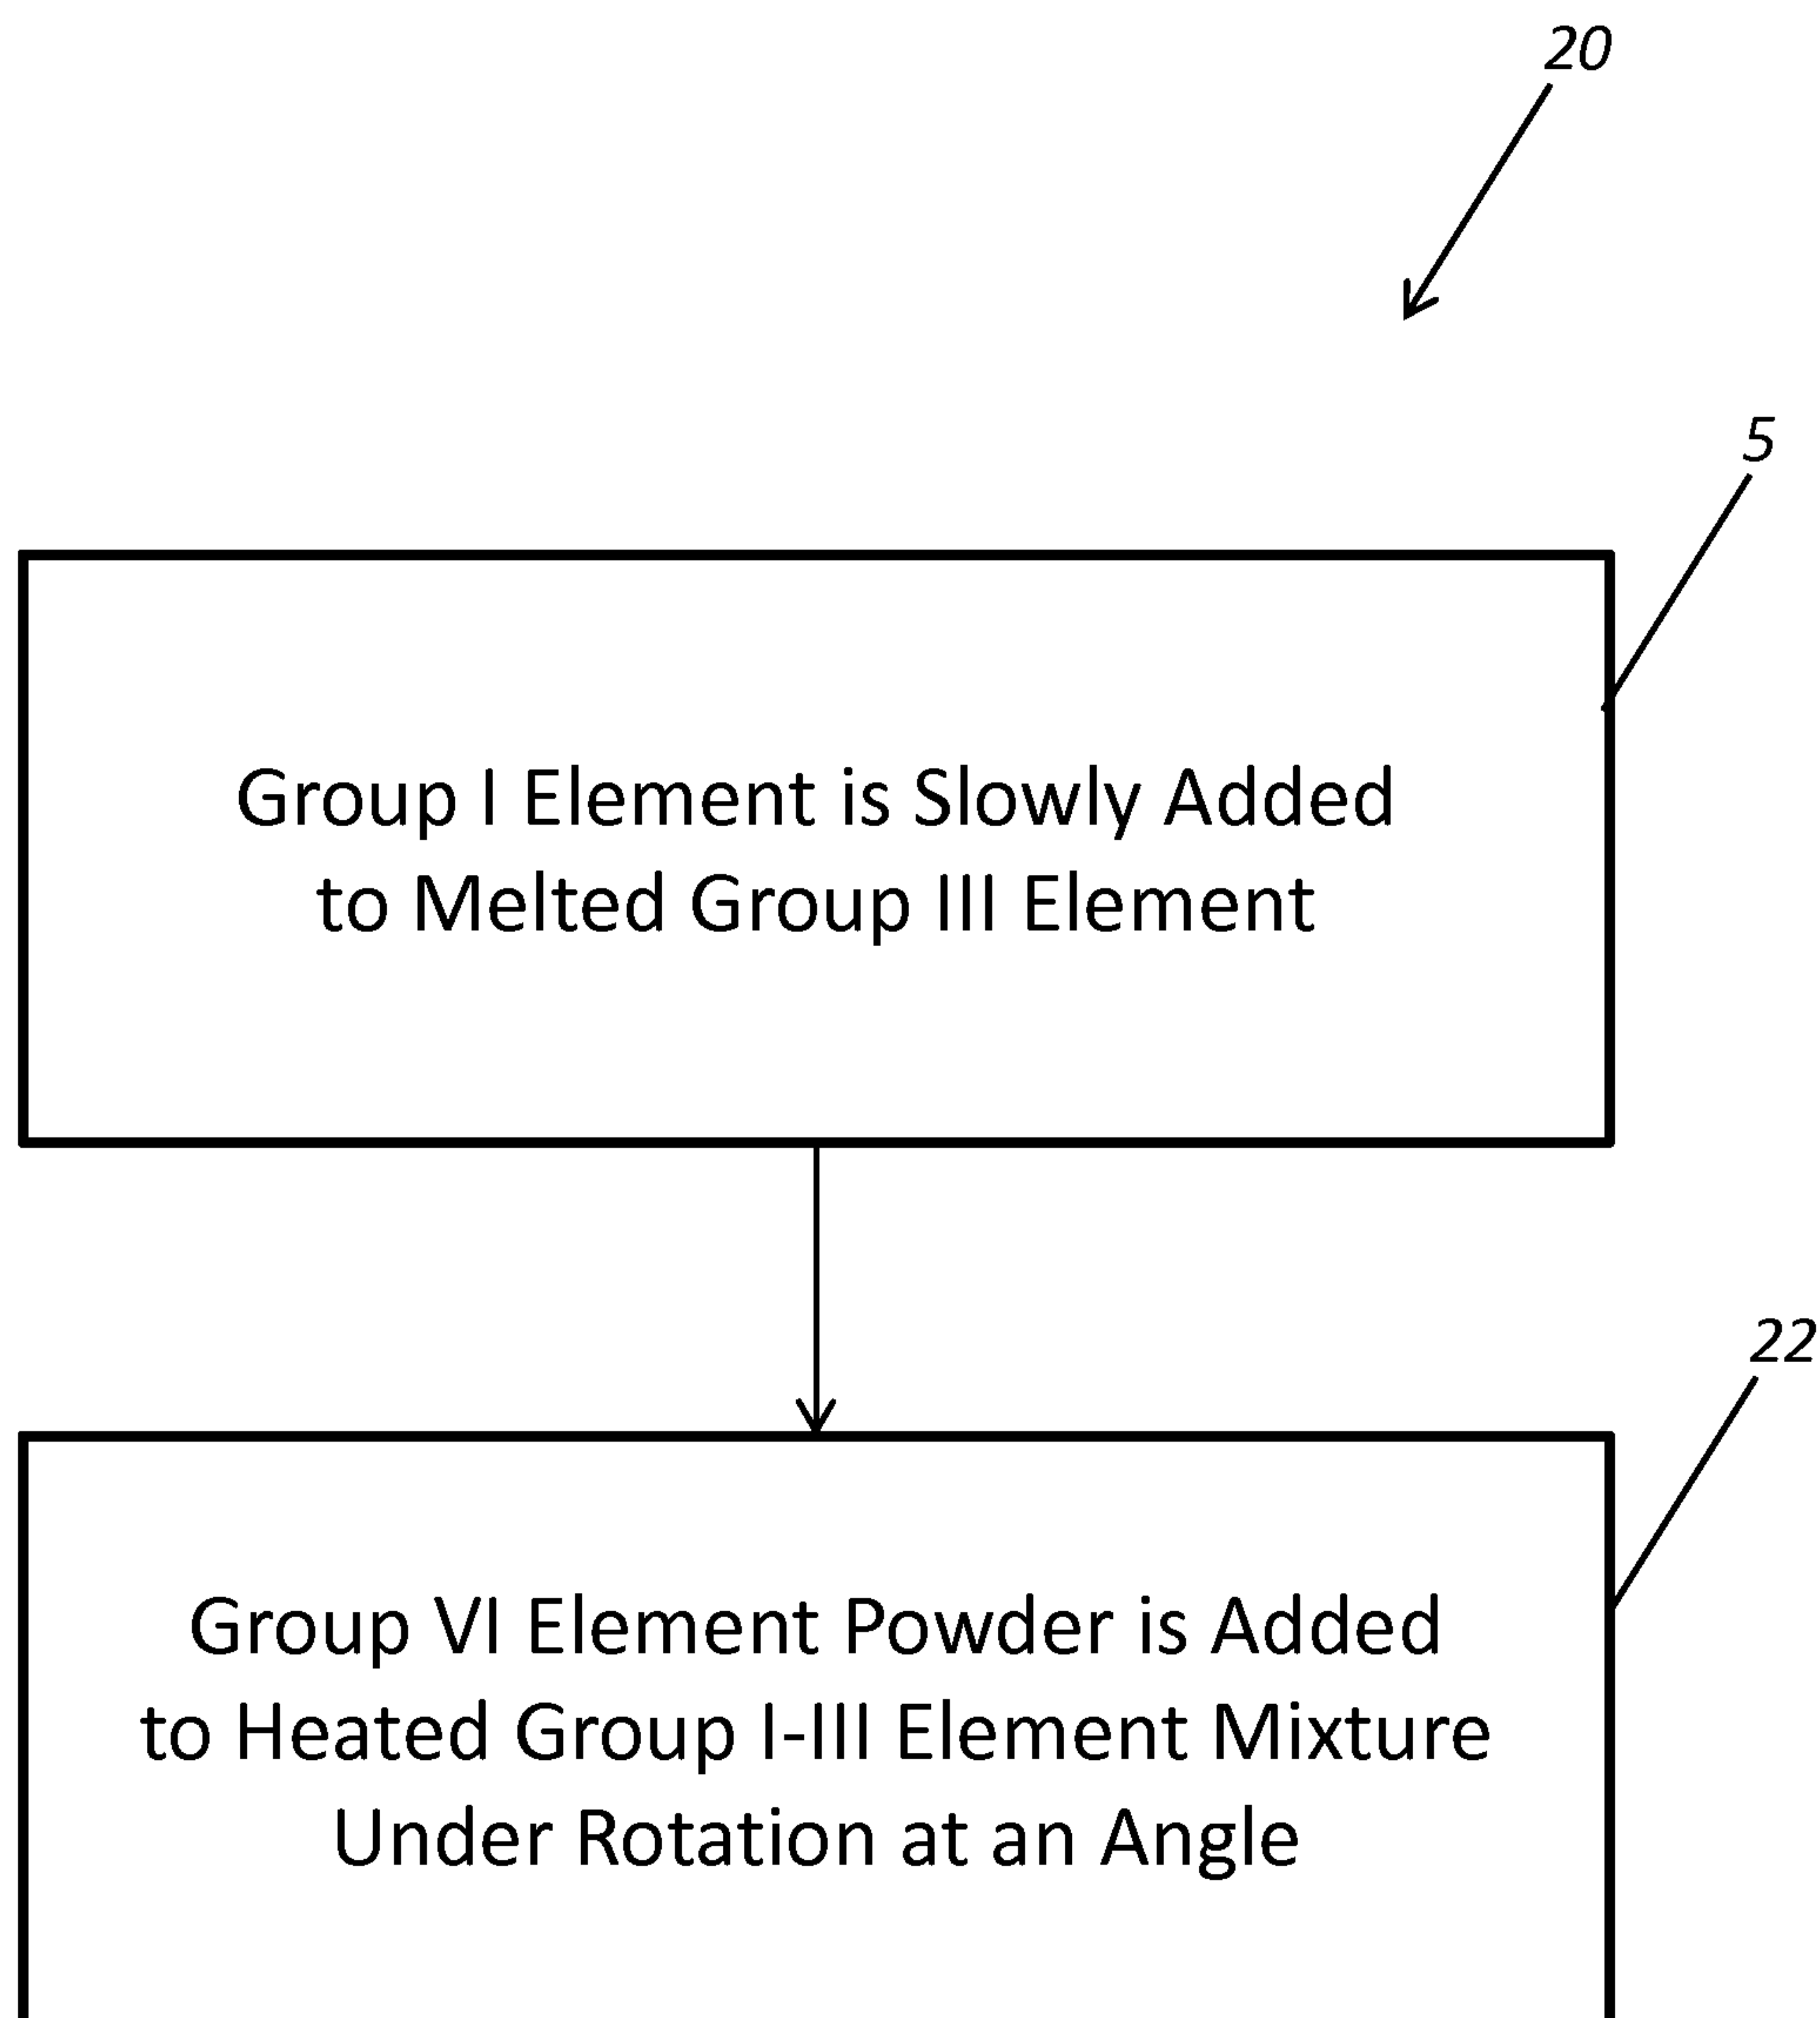 20
5
Group I Element is Slowly Added
to Melted Group III Element
22
Group VI Element Powder is Added
to Heated Group I-III Element Mixture
Under Rotation at an Angle